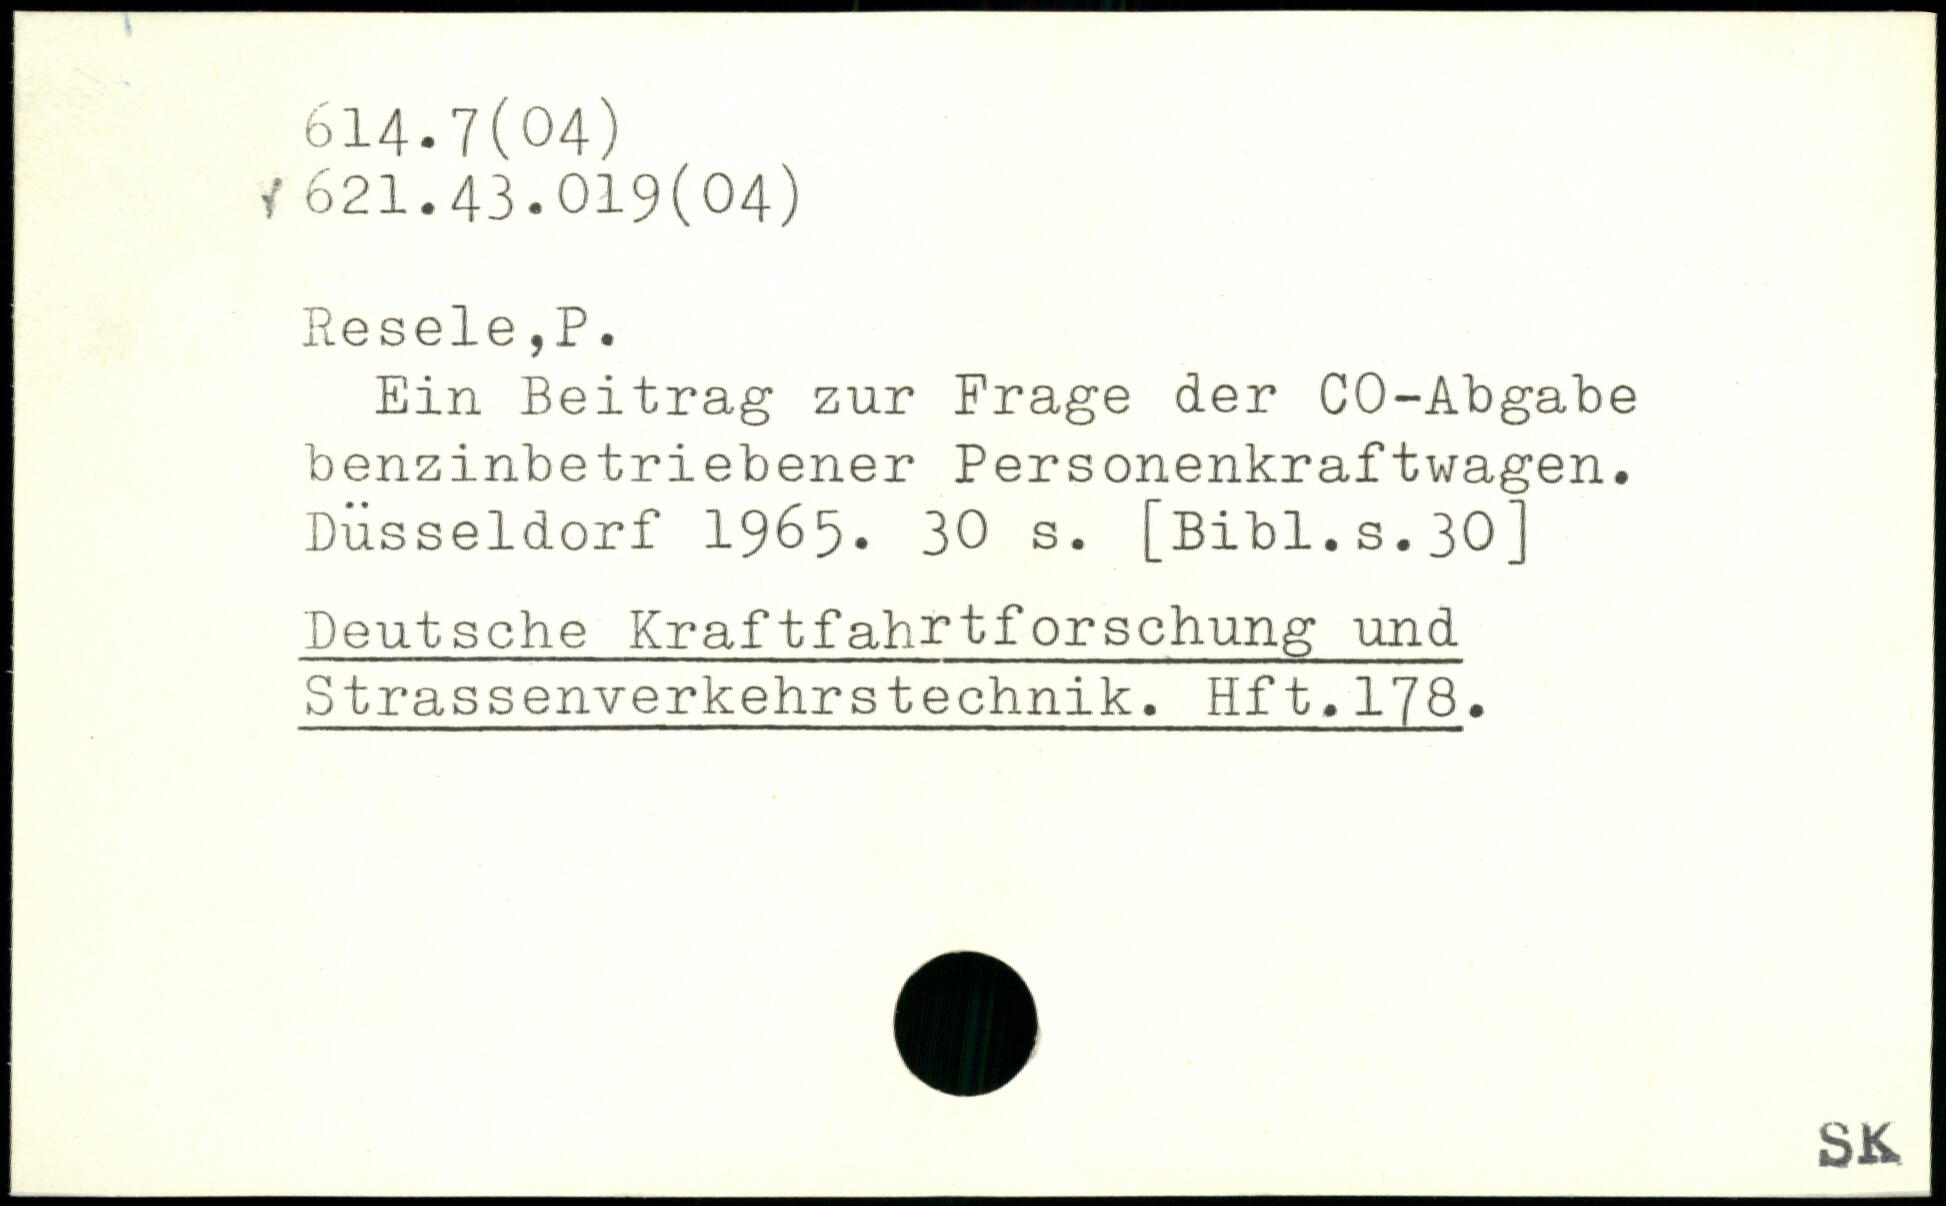 614.7(04)
621.43.019(04)
Resele,P.
Ein Beitrag zur Frage der CO-Abgabe
benzinbetriebener Personenkraftwagen.
Düsseldorf 1965. 30 s. [Bibl.s.30]
Deutsche Kraftfahrtforschung und
Strassenverkehrstechnik. Hft.178.
SK